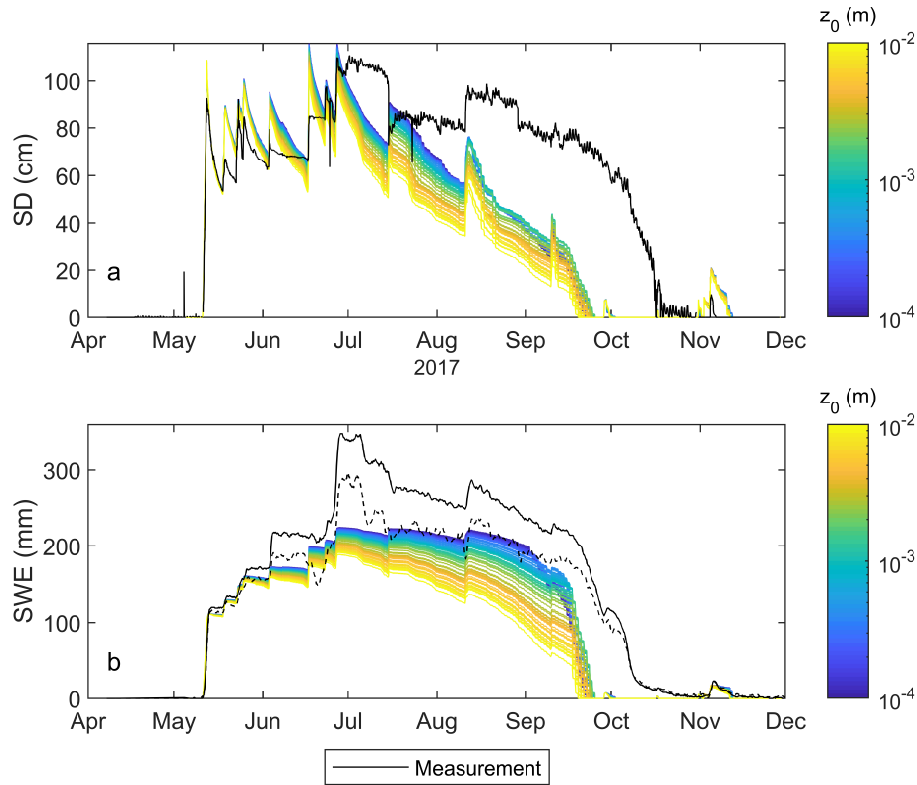 z0 (m)
10-2
10-3
10-4
SD (cm)
100
80
60
40
20
0
a
Apr May Jun Jul Aug Sep Oct Nov Dec
2017
z0 (m)
10-2
10-3
10-4
SWE (mm)
300
200
100
0
b
Apr May Jun Jul Aug Sep Oct Nov Dec
Measurement